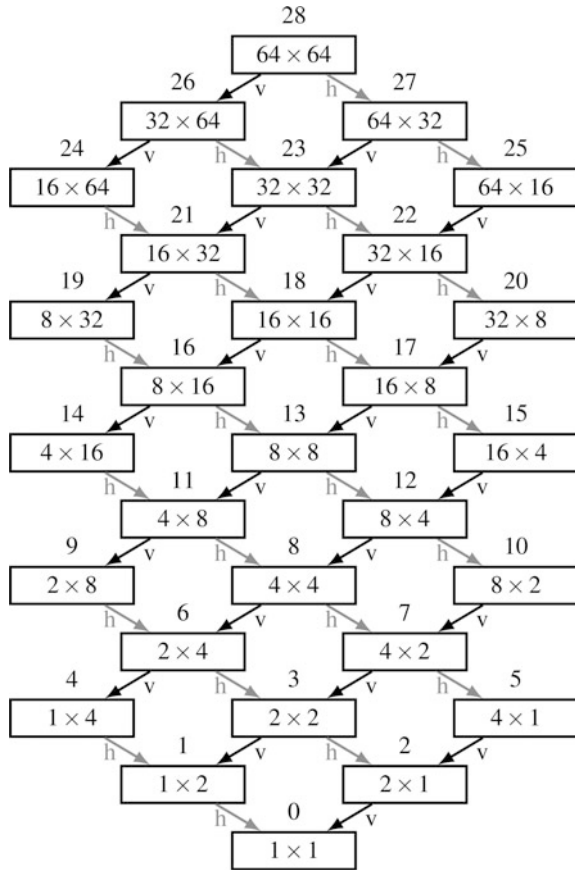 28
64 × 64
26 v h 27
32 × 64 64 × 32
24 v h 23 v h 25
16 × 64 32 × 32 64 × 16
h 21 v h 22 v
16 × 32 32 × 16
19 v h 18 v h 20
8 × 32 16 × 16 32 × 8
h 16 v h 17 v
8 × 16 16 × 8
14 v h 13 v h 15
4 × 16 8 × 8 16 × 4
h 11 v h 12 v
4 × 8 8 × 4
9 v h 8 v h 10
2 × 8 4 × 4 8 × 2
h 6 v h 7 v
2 × 4 4 × 2
4 v h 3 v h 5
1 × 4 2 × 2 4 × 1
h 1 v h 2 v
1 × 2 2 × 1
h 0 v
1 × 1